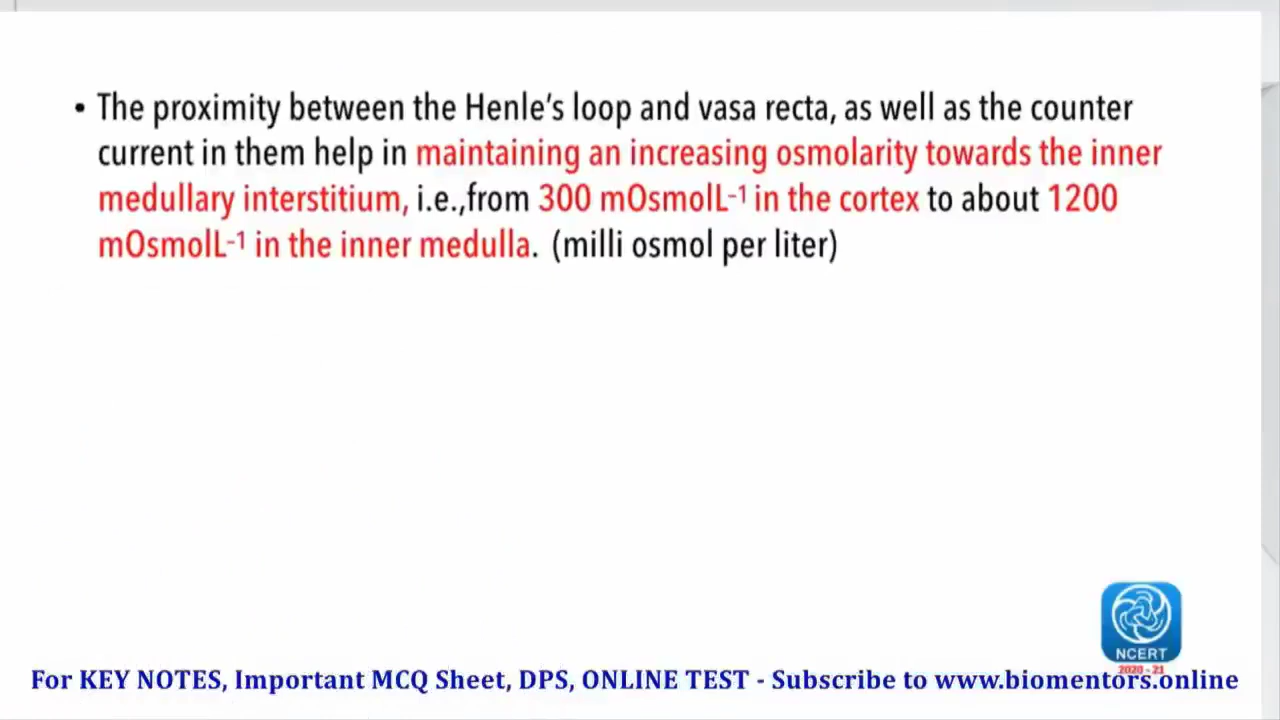 • The proximity between the Henle's loop and vasa recta, as well as the counter
current in them help in maintaining an increasing osmolarity towards the inner
medullary interstitium, i.e.,from 300 mOsmolL⁻¹ in the cortex to about 1200
mOsmolL⁻¹ in the inner medulla. (milli osmol per liter)
NCERT
2020 - 21
For KEY NOTES, Important MCQ Sheet, DPS, ONLINE TEST - Subscribe to www.biomentors.online